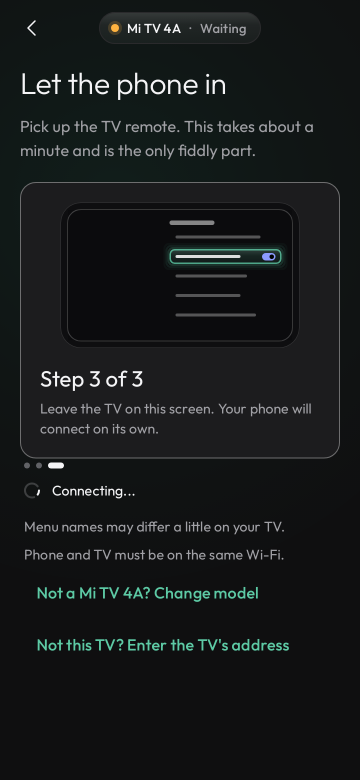 Mi TV 4A · Waiting
Let the phone in
Pick up the TV remote. This takes about a
minute and is the only fiddly part.
Step 3 of 3
Leave the TV on this screen. Your phone will
connect on its own.
Connecting...
Menu names may differ a little on your TV.
Phone and TV must be on the same Wi-Fi.
Not a Mi TV 4A? Change model
Not this TV? Enter the TV's address